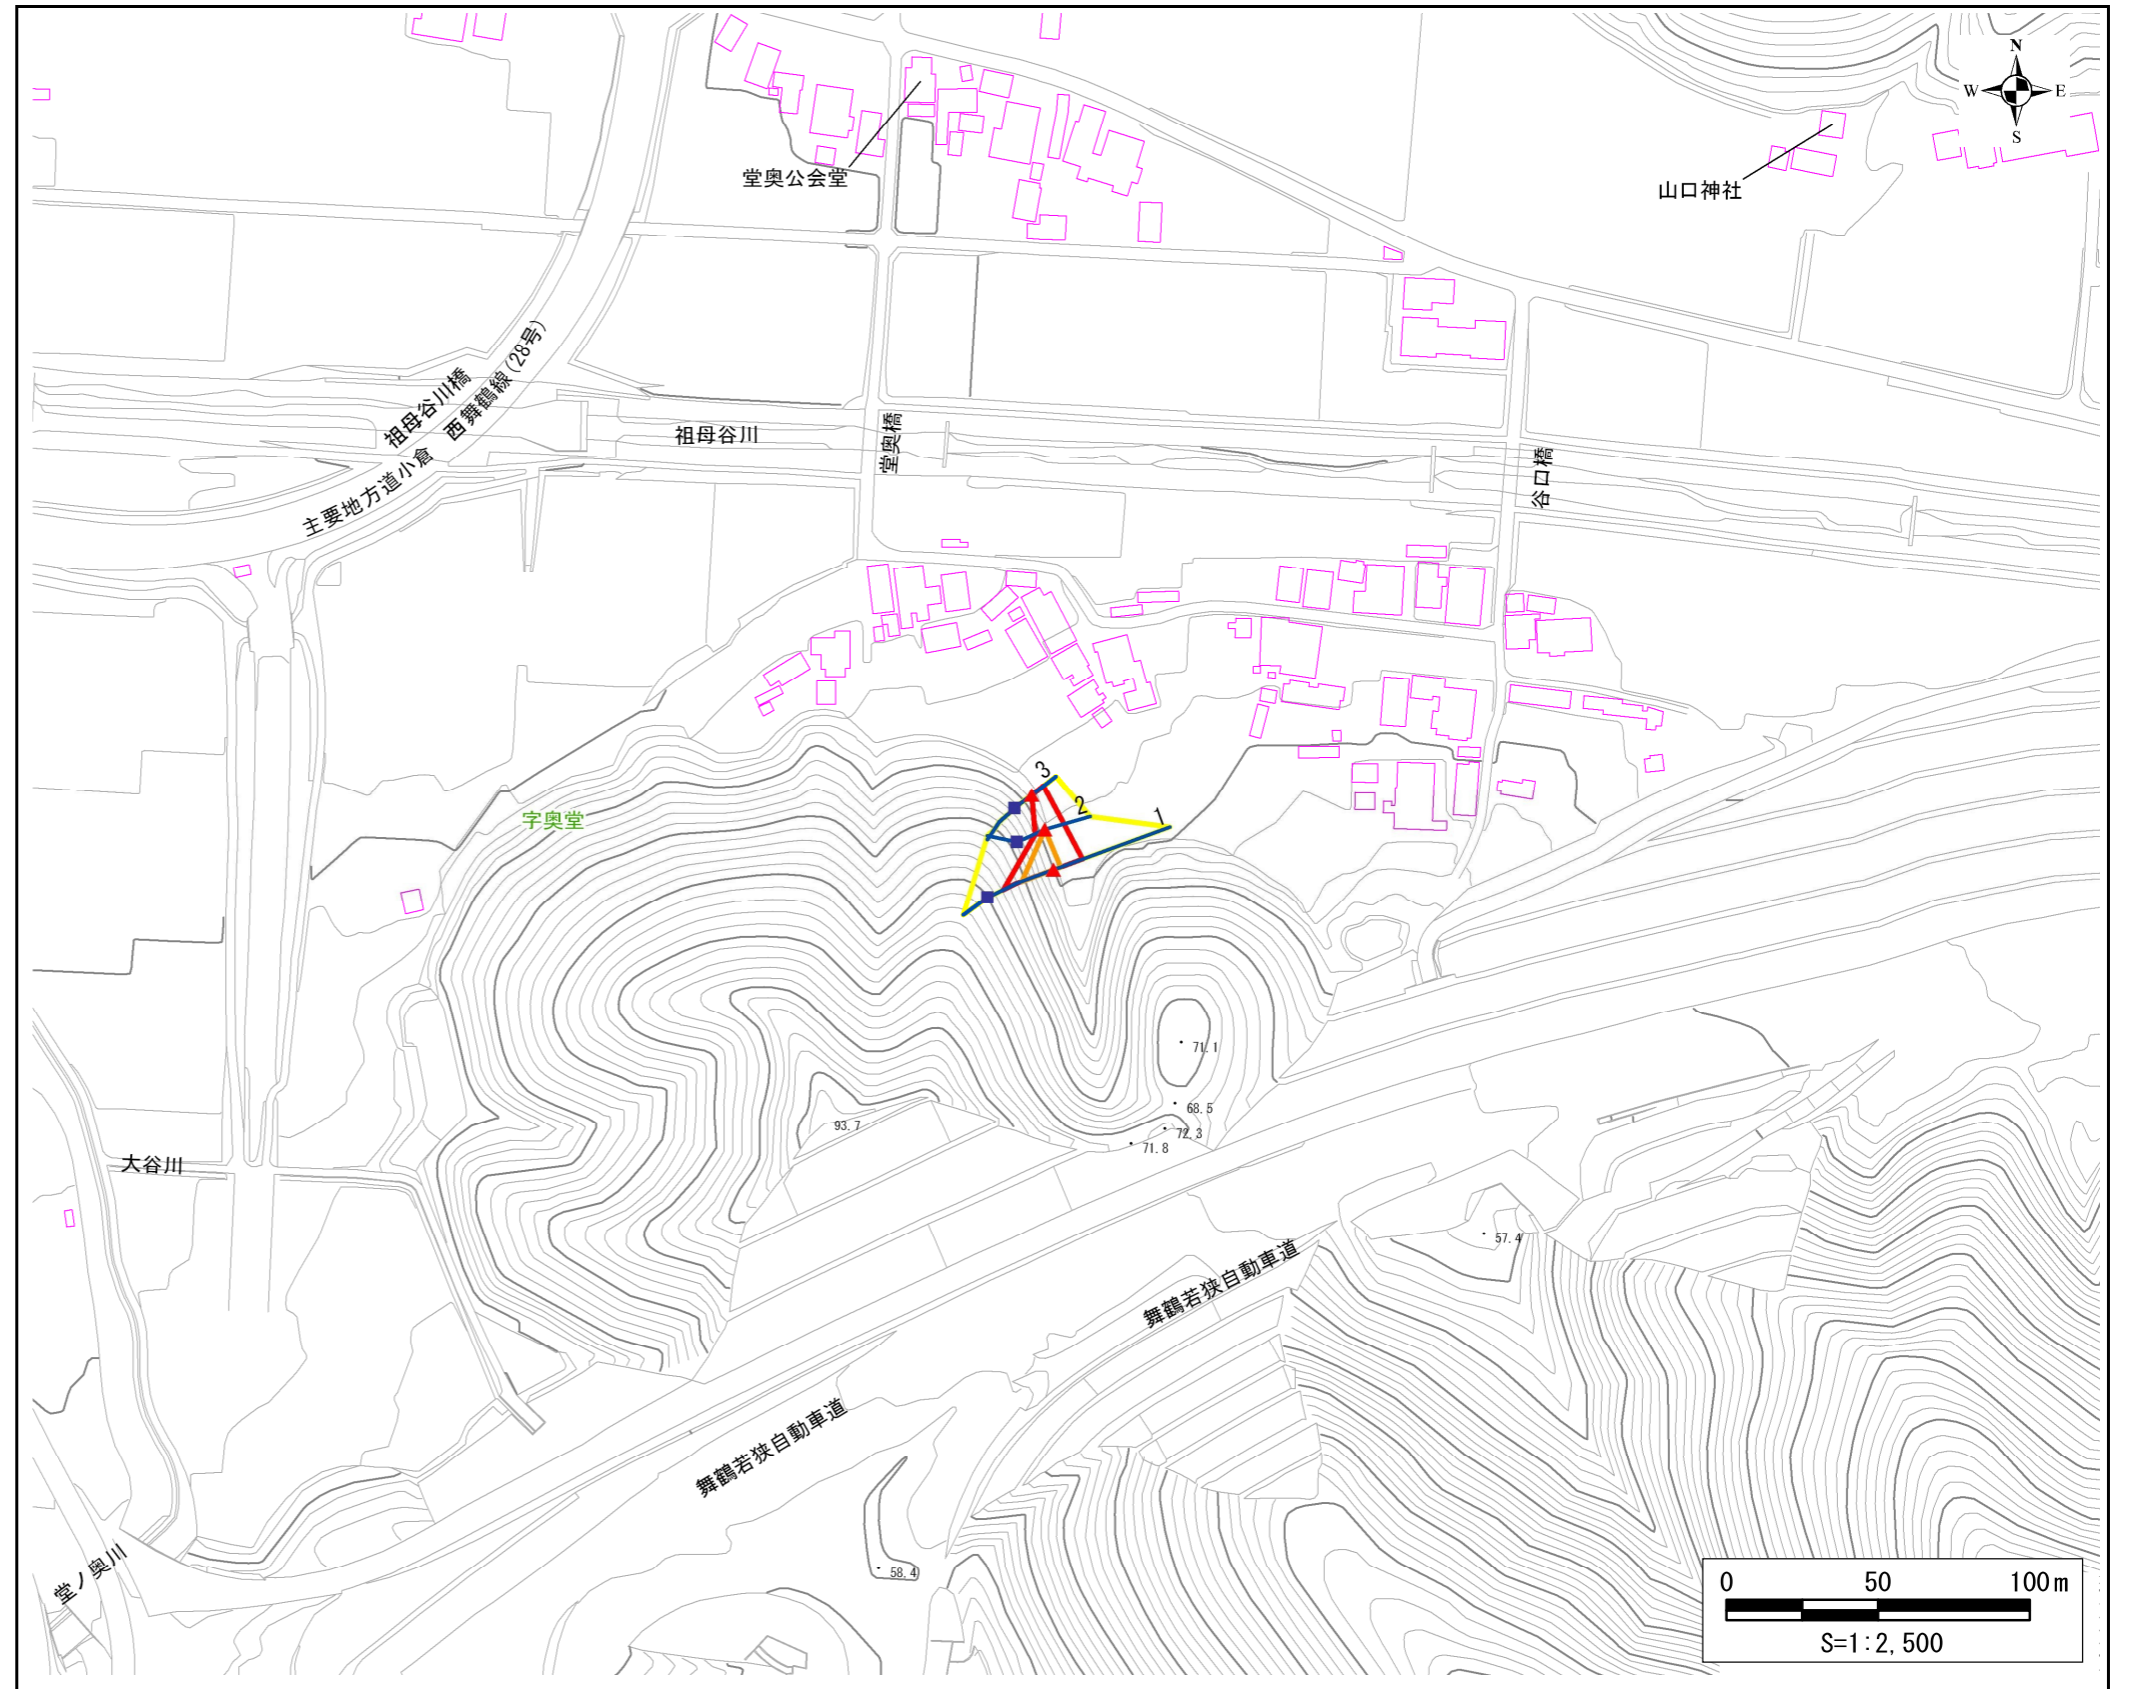 N
W E
S
堂奥公会堂
山口神社
祖母谷川橋
主要地方道小倉 西舞鶴線(28号)
祖母谷川
堂奥橋
谷口橋
3
2
1
字奥堂
71.1
68.5
93.7
72.3
71.8
大谷川
57.4
舞鶴若狭自動車道
舞鶴若狭自動車道
堂ノ奥川
58.4
0 50 100m
S=1:2,500